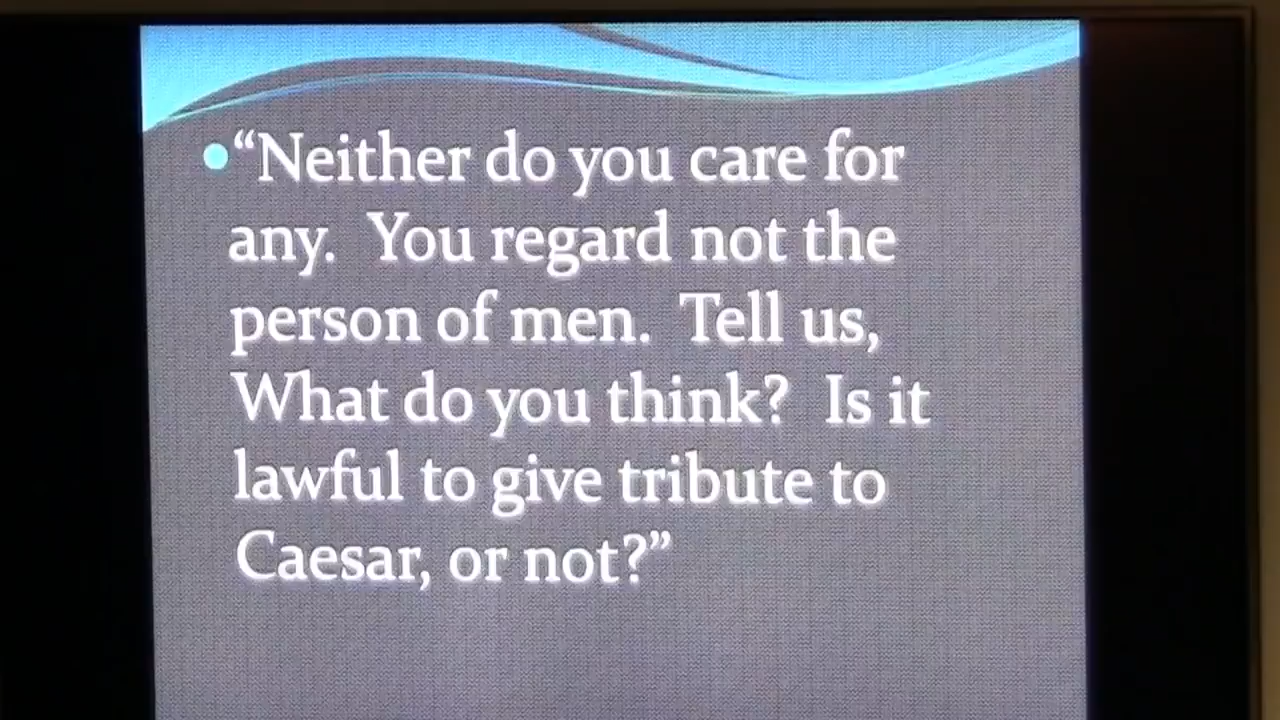 •“Neither do you care for
any.  You regard not the
person of men.  Tell us,
What do you think?  Is it
lawful to give tribute to
Caesar, or not?”